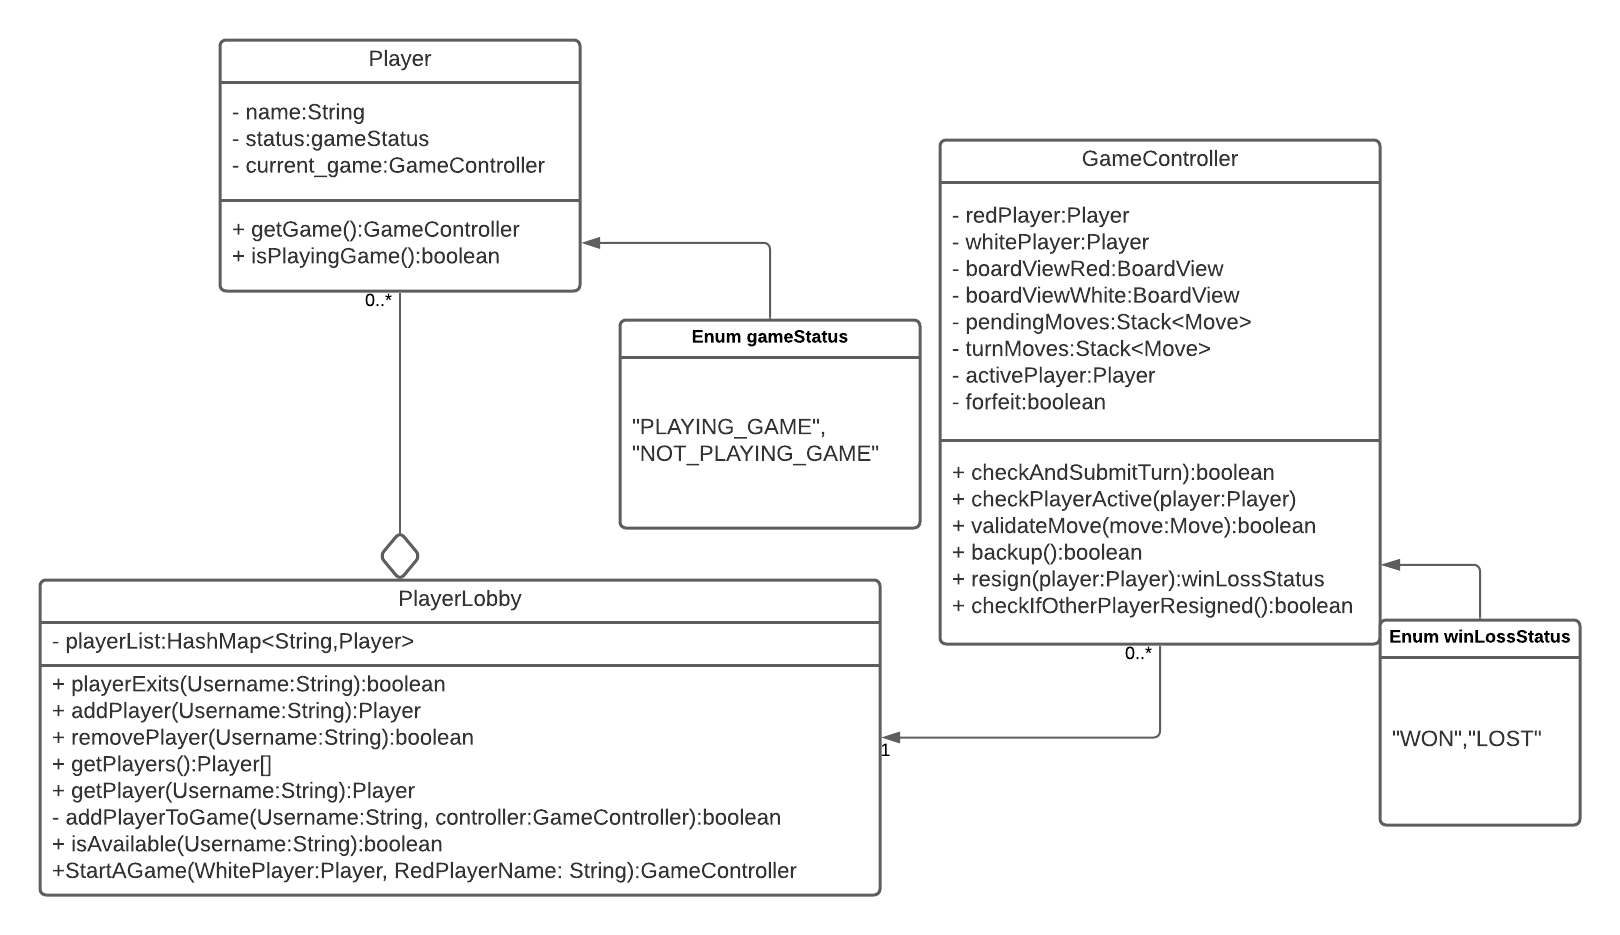 Player
- name:String
- status:gameStatus
- current_game:GameController
+ getGame():GameController
+ isPlayingGame():boolean
0..*
Enum gameStatus
"PLAYING_GAME",
"NOT_PLAYING_GAME"
GameController
- redPlayer:Player
- whitePlayer:Player
- boardViewRed:BoardView
- boardViewWhite:BoardView
- pendingMoves:Stack<Move>
- turnMoves:Stack<Move>
- activePlayer:Player
- forfeit:boolean
+ checkAndSubmitTurn):boolean
+ checkPlayerActive(player:Player)
+ validateMove(move:Move):boolean
+ backup():boolean
+ resign(player:Player):winLossStatus
+ checkIfOtherPlayerResigned():boolean
0..*
Enum winLossStatus
"WON","LOST"
PlayerLobby
- playerList:HashMap<String,Player>
+ playerExits(Username:String):boolean
+ addPlayer(Username:String):Player
+ removePlayer(Username:String):boolean
+ getPlayers():Player[]
+ getPlayer(Username:String):Player
- addPlayerToGame(Username:String, controller:GameController):boolean
+ isAvailable(Username:String):boolean
+StartAGame(WhitePlayer:Player, RedPlayerName: String):GameController
1